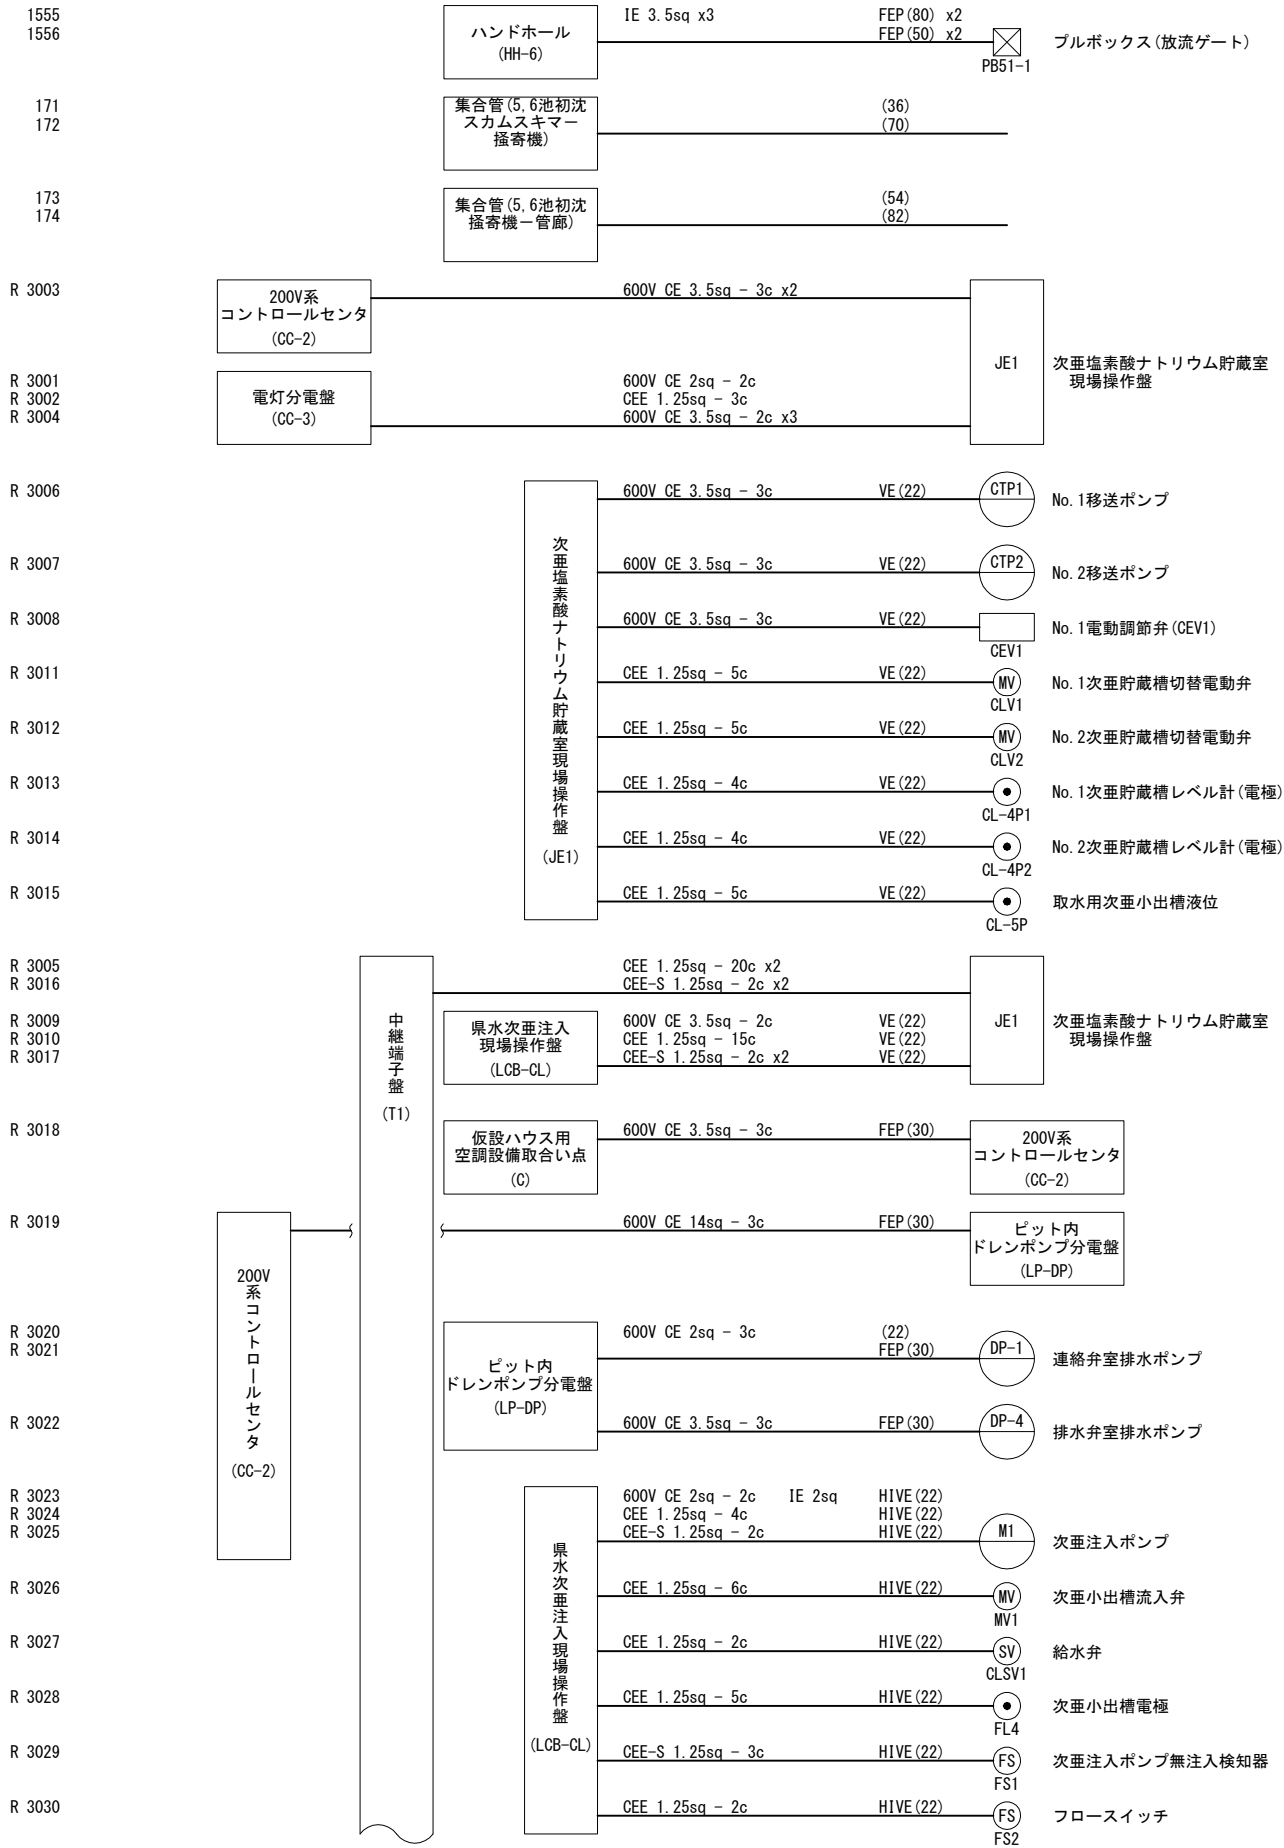 1555 ハンドホール IE 3.5sq x3 FEP(80) x2
1556 (HH-6) FEP(50) x2 プルボックス(放流ゲート)
PB51-1
171 集合管(5,6池初沈 (36)
172 スカムスキマー (70)
掻寄機)
173 集合管(5,6池初沈 (54)
174 掻寄機ー管廊) (82)
R 3003 200V系 600V CE 3.5sq - 3c x2
コントロールセンタ
(CC-2)
JE1 次亜塩素酸ナトリウム貯蔵室
現場操作盤
R 3001 電灯分電盤 600V CE 2sq - 2c
R 3002 (CC-3) CEE 1.25sq - 3c
R 3004 600V CE 3.5sq - 2c x3
次亜塩素酸ナトリウム貯蔵室現場操作盤
(JE1)
R 3006 600V CE 3.5sq - 3c VE(22) CTP1 No.1移送ポンプ
R 3007 600V CE 3.5sq - 3c VE(22) CTP2 No.2移送ポンプ
R 3008 600V CE 3.5sq - 3c VE(22) No.1電動調節弁(CEV1)
CEV1
R 3011 CEE 1.25sq - 5c VE(22) MV No.1次亜貯蔵槽切替電動弁
CLV1
R 3012 CEE 1.25sq - 5c VE(22) MV No.2次亜貯蔵槽切替電動弁
CLV2
R 3013 CEE 1.25sq - 4c VE(22) No.1次亜貯蔵槽レベル計(電極)
CL-4P1
R 3014 CEE 1.25sq - 4c VE(22) No.2次亜貯蔵槽レベル計(電極)
CL-4P2
R 3015 CEE 1.25sq - 5c VE(22) 取水用次亜小出槽液位
CL-5P
中継端子盤
(T1)
R 3005 CEE 1.25sq - 20c x2
R 3016 CEE-S 1.25sq - 2c x2
JE1 次亜塩素酸ナトリウム貯蔵室
現場操作盤
R 3009 県水次亜注入 600V CE 3.5sq - 2c VE(22)
R 3010 現場操作盤 CEE 1.25sq - 15c VE(22)
R 3017 (LCB-CL) CEE-S 1.25sq - 2c x2 VE(22)
R 3018 仮設ハウス用 600V CE 3.5sq - 3c FEP(30) 200V系
空調設備取合い点 コントロールセンタ
(C) (CC-2)
R 3019 600V CE 14sq - 3c FEP(30) ピット内
ドレンポンプ分電盤
(LP-DP)
200V系コントロールセンタ
(CC-2)
R 3020 600V CE 2sq - 3c (22)
R 3021 ピット内 FEP(30) DP-1 連絡弁室排水ポンプ
ドレンポンプ分電盤
(LP-DP)
R 3022 600V CE 3.5sq - 3c FEP(30) DP-4 排水弁室排水ポンプ
県水次亜注入現場操作盤
(LCB-CL)
R 3023 600V CE 2sq - 2c IE 2sq HIVE(22)
R 3024 CEE 1.25sq - 4c HIVE(22)
R 3025 CEE-S 1.25sq - 2c HIVE(22) M1 次亜注入ポンプ
R 3026 CEE 1.25sq - 6c HIVE(22) MV 次亜小出槽流入弁
MV1
R 3027 CEE 1.25sq - 2c HIVE(22) SV 給水弁
CLSV1
R 3028 CEE 1.25sq - 5c HIVE(22) 次亜小出槽電極
FL4
R 3029 CEE-S 1.25sq - 3c HIVE(22) FS 次亜注入ポンプ無注入検知器
FS1
R 3030 CEE 1.25sq - 2c HIVE(22) FS フロースイッチ
FS2